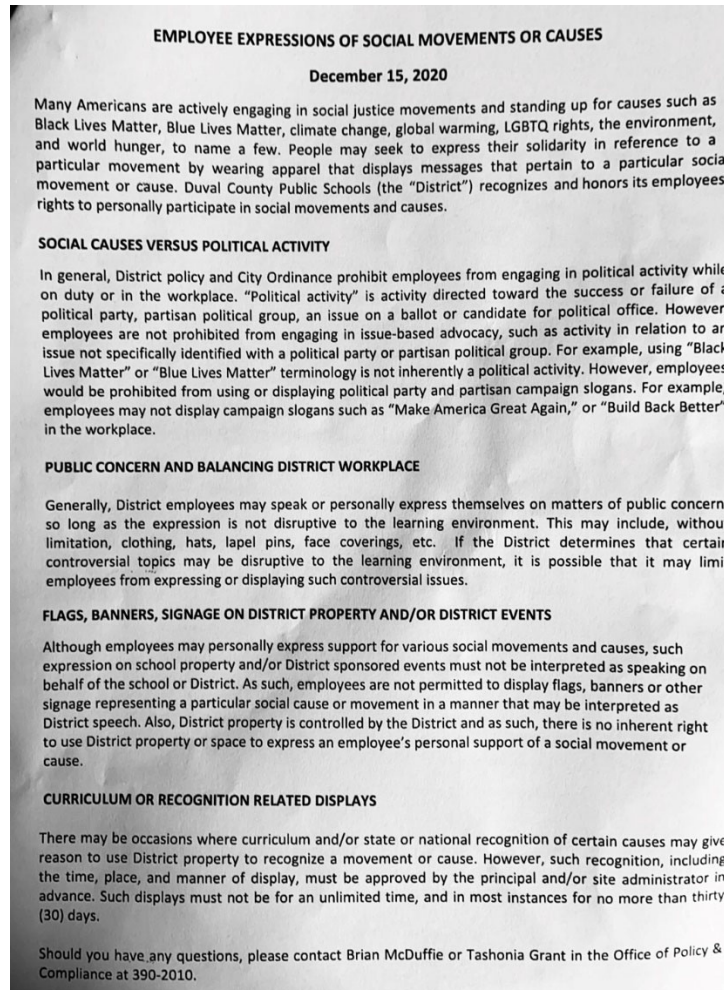 EMPLOYEE EXPRESSIONS OF SOCIAL MOVEMENTS OR CAUSES
December 15, 2020
Many Americans are actively engaging in social justice movements and standing up for causes such as
Black Lives Matter, Blue Lives Matter, climate change, global warming, LGBTQ rights, the environment,
and world hunger, to name a few. People may seek to express their solidarity in reference to a
particular movement by wearing apparel that displays messages that pertain to a particular socia
movement or cause. Duval County Public Schools (the “District”) recognizes and honors its employees
rights to personally participate in social movements and causes.
SOCIAL CAUSES VERSUS POLITICAL ACTIVITY
In general, District policy and City Ordinance prohibit employees from engaging in political activity while
on duty or in the workplace. “Political activity” is activity directed toward the success or failure of a
political party, partisan political group, an issue on a ballot or candidate for political office. However
employees are not prohibited from engaging in issue-based advocacy, such as activity in relation to an
issue not specifically identified with a political party or partisan political group. For example, using “Black
Lives Matter” or “Blue Lives Matter” terminology is not inherently a political activity. However, employees
would be prohibited from using or displaying political party and partisan campaign slogans. For example,
employees may not display campaign slogans such as “Make America Great Again,” or “Build Back Better”
in the workplace.
PUBLIC CONCERN AND BALANCING DISTRICT WORKPLACE
Generally, District employees may speak or personally express themselves on matters of public concern
so long as the expression is not disruptive to the learning environment. This may include, withou
limitation, clothing, hats, lapel pins, face coverings, etc. If the District determines that certain
controversial topics may be disruptive to the learning environment, it is possible that it may limi
employees from expressing or displaying such controversial issues.
FLAGS, BANNERS, SIGNAGE ON DISTRICT PROPERTY AND/OR DISTRICT EVENTS
Although employees may personally express support for various social movements and causes, such
expression on school property and/or District sponsored events must not be interpreted as speaking on
behalf of the school or District. As such, employees are not permitted to display flags, banners or other
signage representing a particular social cause or movement in a manner that may be interpreted as
District speech. Also, District property is controlled by the District and as such, there is no inherent right
to use District property or space to express an employee’s personal support of a social movement or
cause.
CURRICULUM OR RECOGNITION RELATED DISPLAYS
There may be occasions where curriculum and/or state or national recognition of certain causes may give
reason to use District property to recognize a movement or cause. However, such recognition, including
the time, place, and manner of display, must be approved by the principal and/or site administrator in
advance. Such displays must not be for an unlimited time, and in most instances for no more than thirty
(30) days.
Should you have any questions, please contact Brian McDuffie or Tashonia Grant in the Office of Policy &
Compliance at 390-2010.